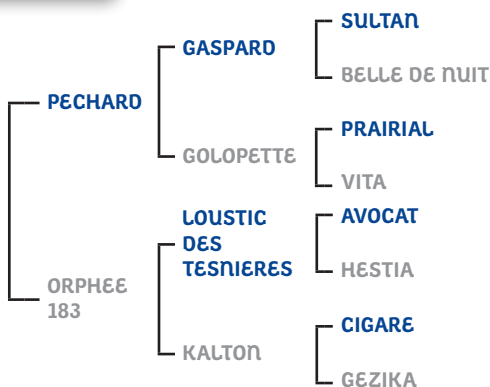 SULTAN
GASPARD
BELLE DE NUIT
PECHARD
PRAIRIAL
GOLOPETTE
VITA
LOUSTIC
DES
TESNIERES
AVOCAT
HESTIA
ORPHEE
183
CIGARE
KALTON
GEZIKA